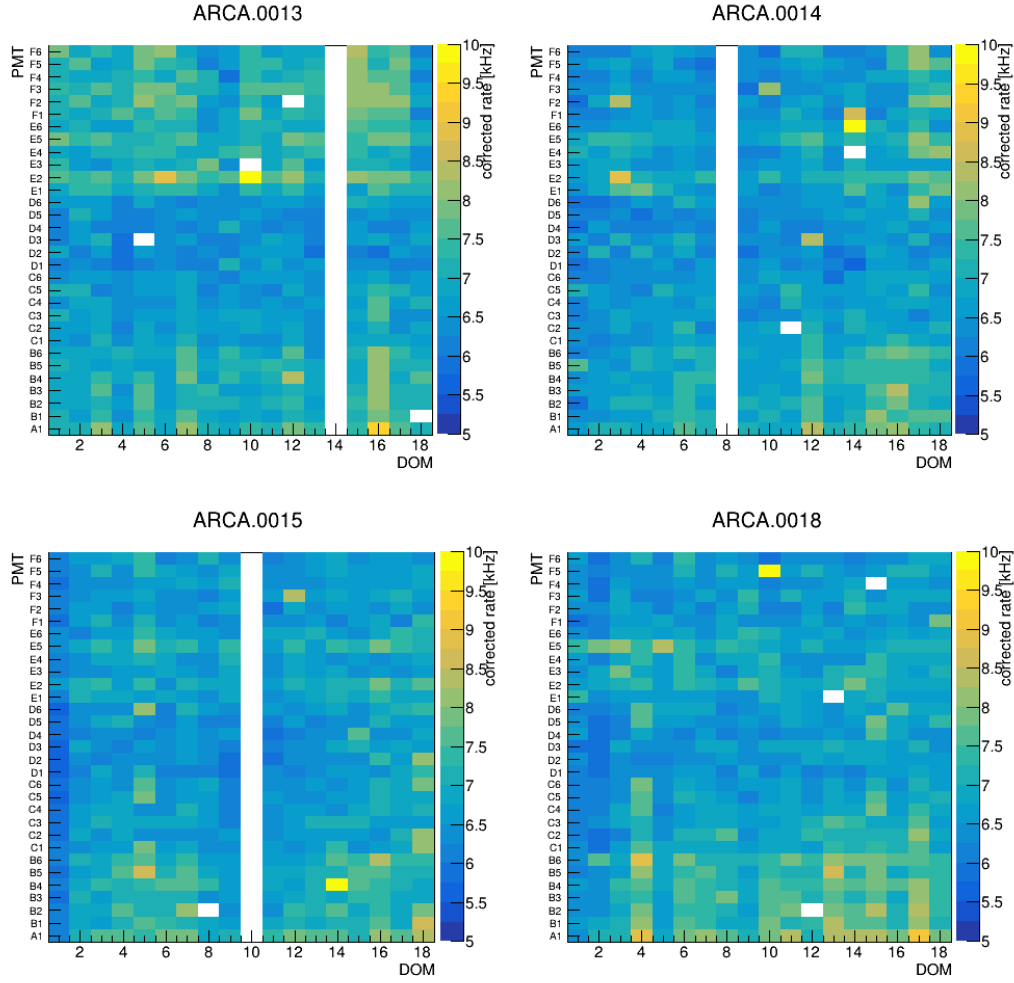 ARCA.0013
PMT
F6
F5
F4
F3
F2
F1
E6
E5
E4
E3
E2
E1
D6
D5
D4
D3
D2
D1
C6
C5
C4
C3
C2
C1
B6
B5
B4
B3
B2
B1
A1
2 4 6 8 10 12 14 16 18
DOM
10
9.5
9
8.5
8
7.5
7
6.5
6
5.5
5
corrected rate [kHz]
ARCA.0014
PMT
F6
F5
F4
F3
F2
F1
E6
E5
E4
E3
E2
E1
D6
D5
D4
D3
D2
D1
C6
C5
C4
C3
C2
C1
B6
B5
B4
B3
B2
B1
A1
2 4 6 8 10 12 14 16 18
DOM
10
9.5
9
8.5
8
7.5
7
6.5
6
5.5
5
corrected rate [kHz]
ARCA.0015
PMT
F6
F5
F4
F3
F2
F1
E6
E5
E4
E3
E2
E1
D6
D5
D4
D3
D2
D1
C6
C5
C4
C3
C2
C1
B6
B5
B4
B3
B2
B1
A1
2 4 6 8 10 12 14 16 18
DOM
10
9.5
9
8.5
8
7.5
7
6.5
6
5.5
5
corrected rate [kHz]
ARCA.0018
PMT
F6
F5
F4
F3
F2
F1
E6
E5
E4
E3
E2
E1
D6
D5
D4
D3
D2
D1
C6
C5
C4
C3
C2
C1
B6
B5
B4
B3
B2
B1
A1
2 4 6 8 10 12 14 16 18
DOM
10
9.5
9
8.5
8
7.5
7
6.5
6
5.5
5
corrected rate [kHz]